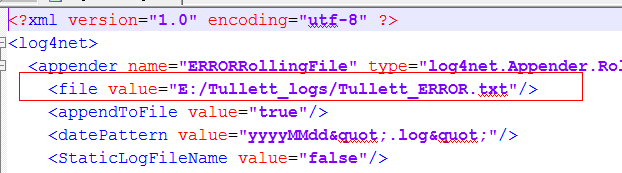 <?xml version="1.0" encoding="utf-8" ?>
<log4net>
<appender name="ERRORRollingFile" type="log4net.Appender.Rol
<file value="E:/Tullett_logs/Tullett_ERROR.txt"/>
<appendToFile value="true"/>
<datePattern value="yyyyMMdd&quot;.log&quot;"/>
<StaticLogFileName value="false"/>